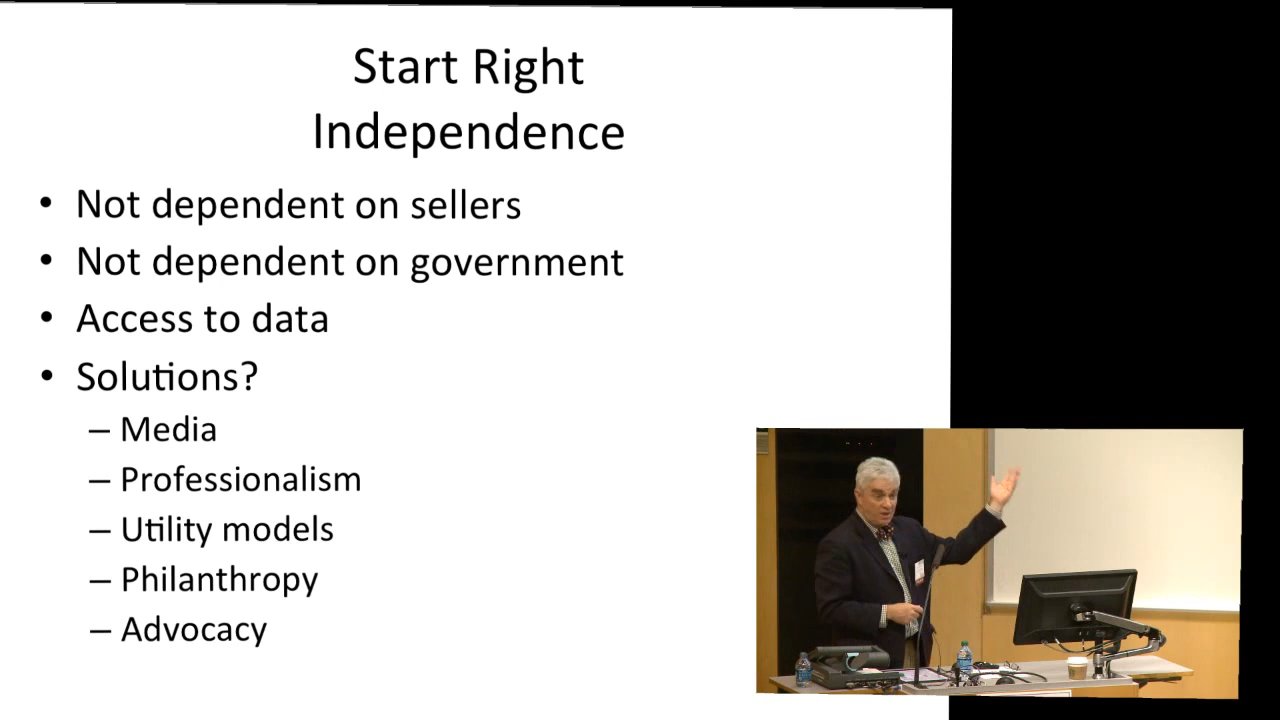 Start Right
Independence
• Not dependent on sellers
• Not dependent on government
• Access to data
• Solutions?
– Media
– Professionalism
– Utility models
– Philanthropy
– Advocacy